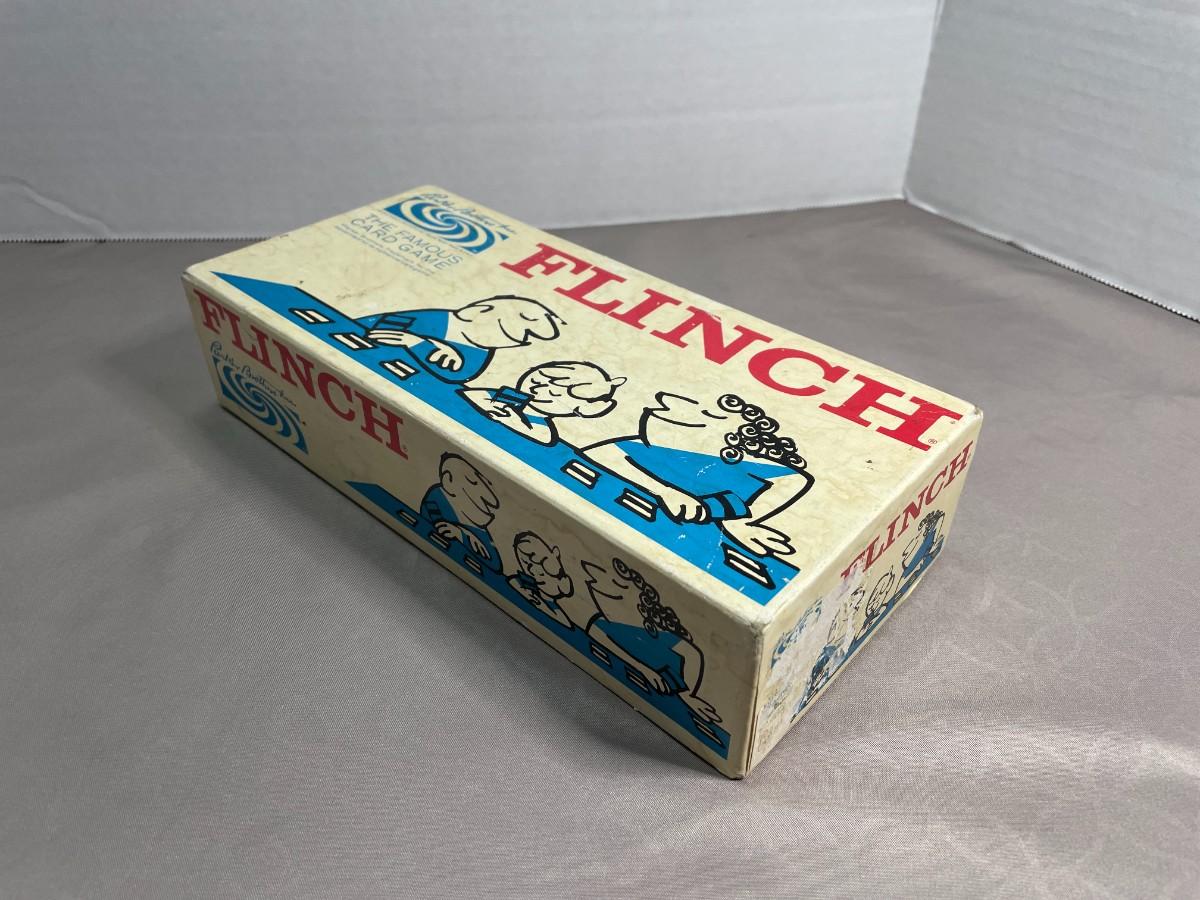 Parker Brothers Inc.
THE FAMOUS
CARD GAME
FLINCH®
FLINCH
Parker Brothers Inc.
FLINCH